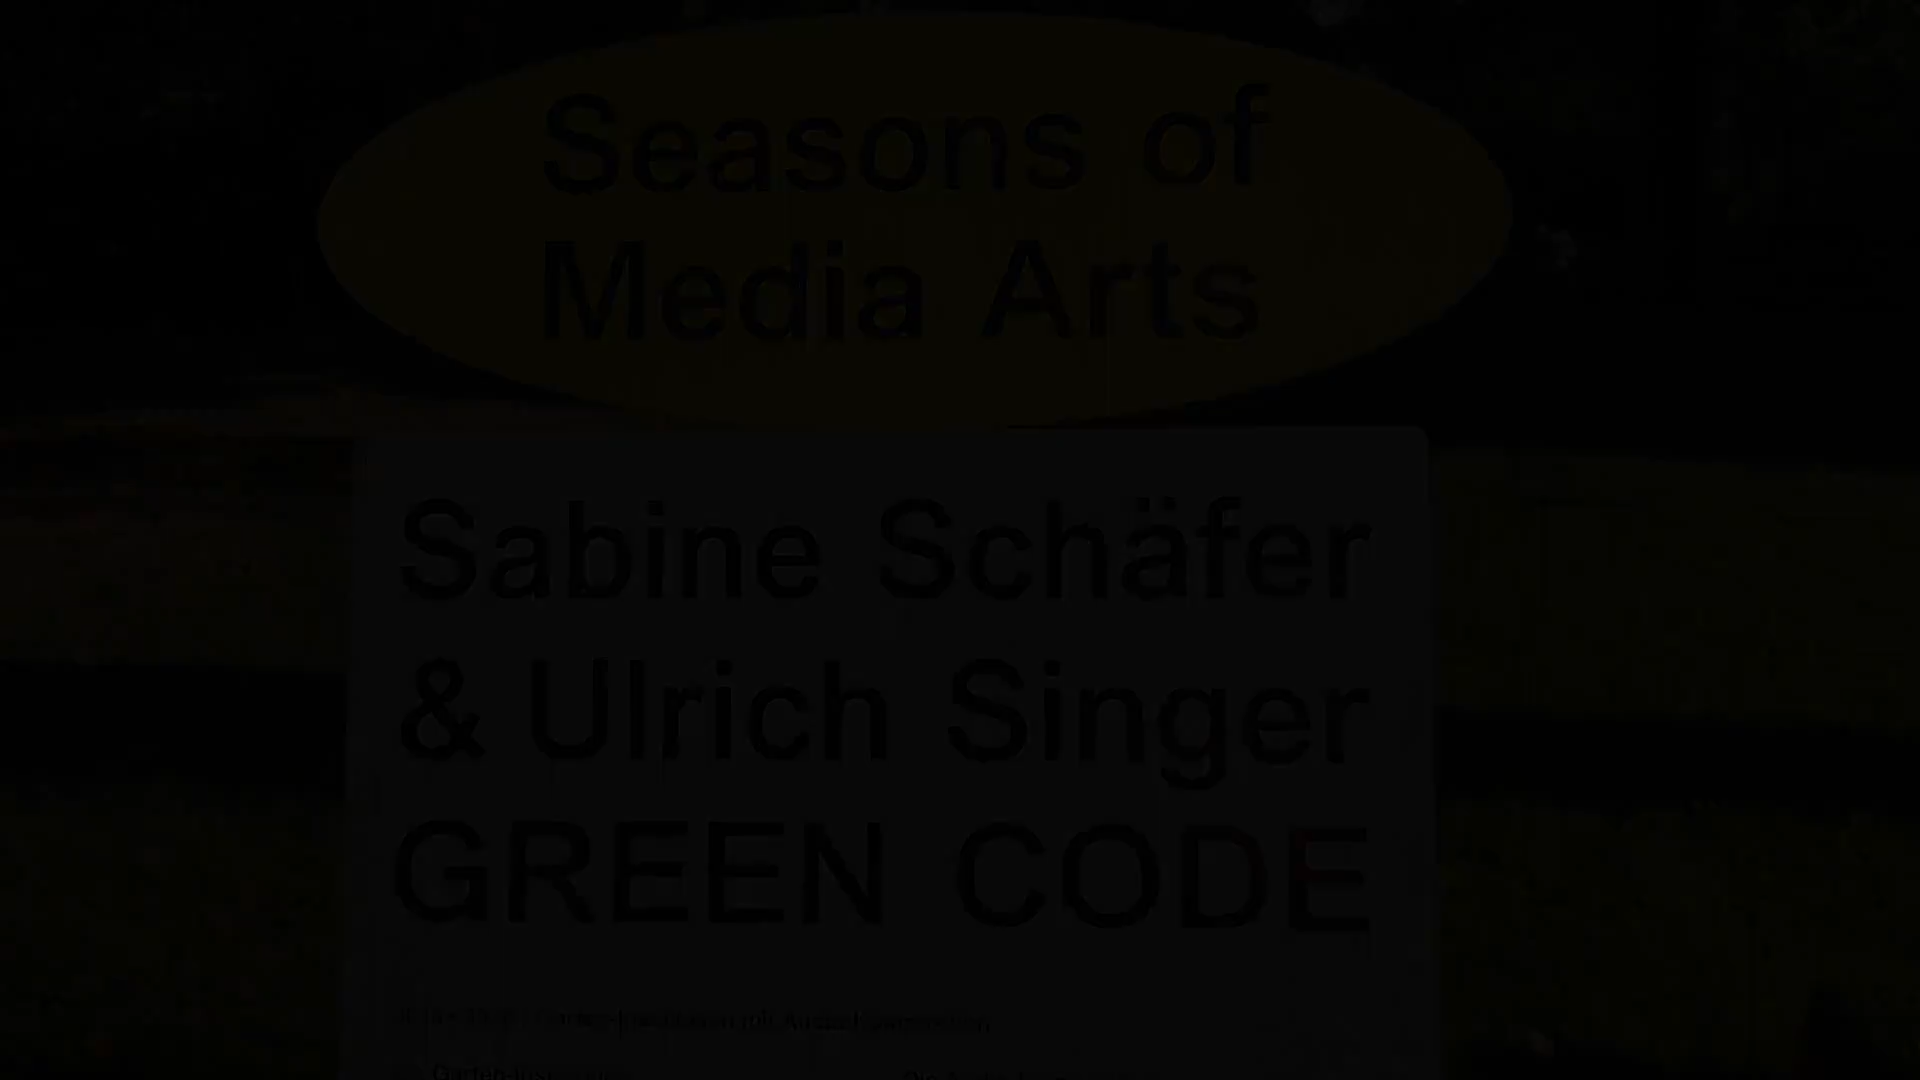 Seasons of
Media Arts
Sabine Schäfer
& Ulrich Singer
GREEN CODE